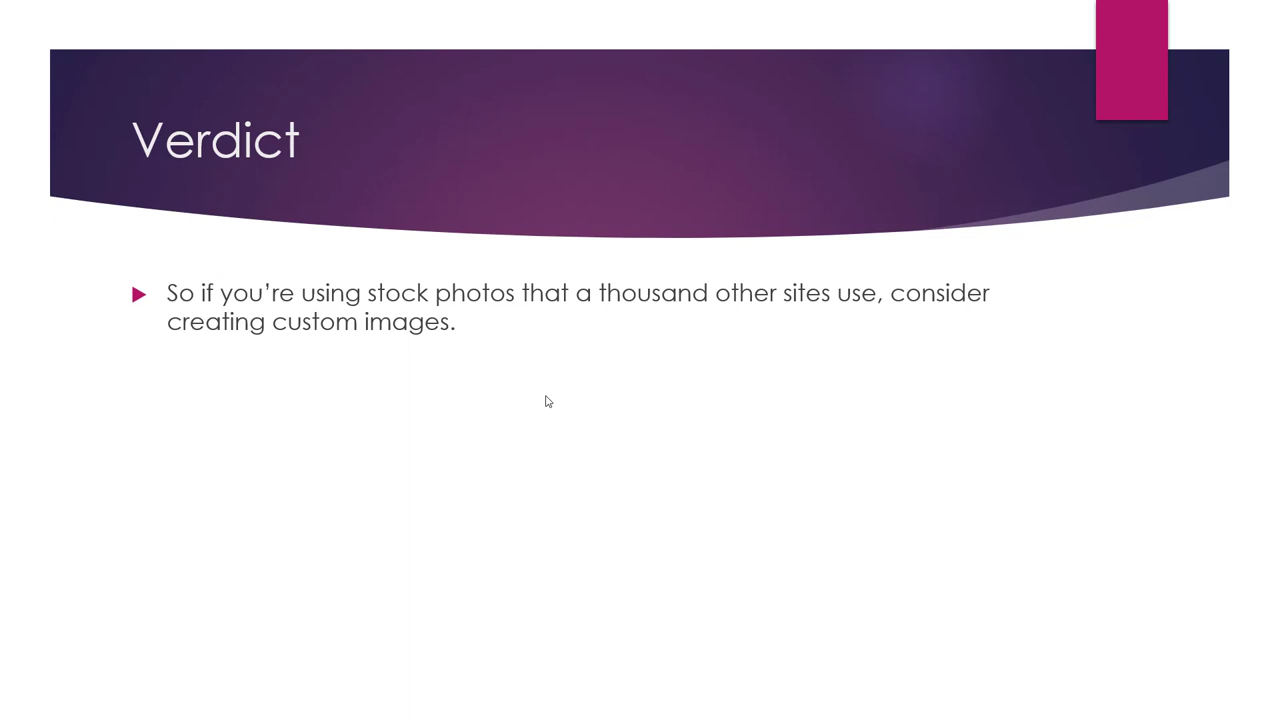 Verdict
So if you’re using stock photos that a thousand other sites use, consider
creating custom images.